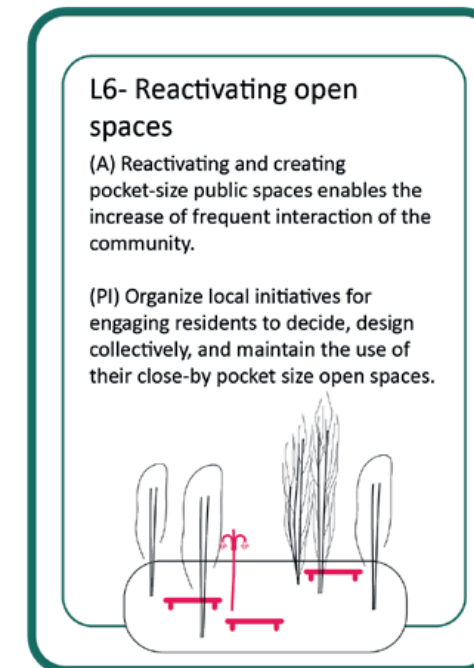 L6- Reactivating open
spaces
(A) Reactivating and creating
pocket-size public spaces enables the
increase of frequent interaction of the
community.
(PI) Organize local initiatives for
engaging residents to decide, design
collectively, and maintain the use of
their close-by pocket size open spaces.